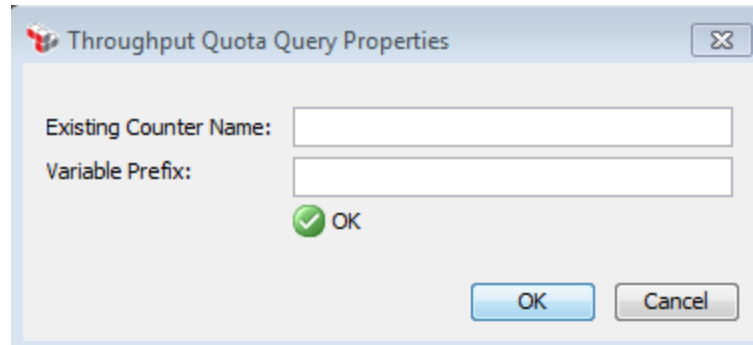 Throughput Quota Query Properties
Existing Counter Name:
Variable Prefix:
OK
OK Cancel